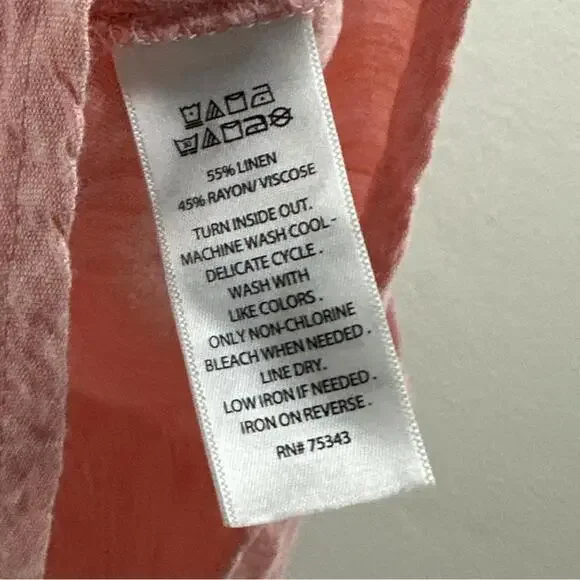 55% LINEN
45% RAYON/ VISCOSE
TURN INSIDE OUT.
MACHINE WASH COOL-
DELICATE CYCLE.
WASH WITH
LIKE COLORS.
ONLY NON-CHLORINE
BLEACH WHEN NEEDED.
LINE DRY.
LOW IRON IF NEEDED.
IRON ON REVERSE.
RN# 75343